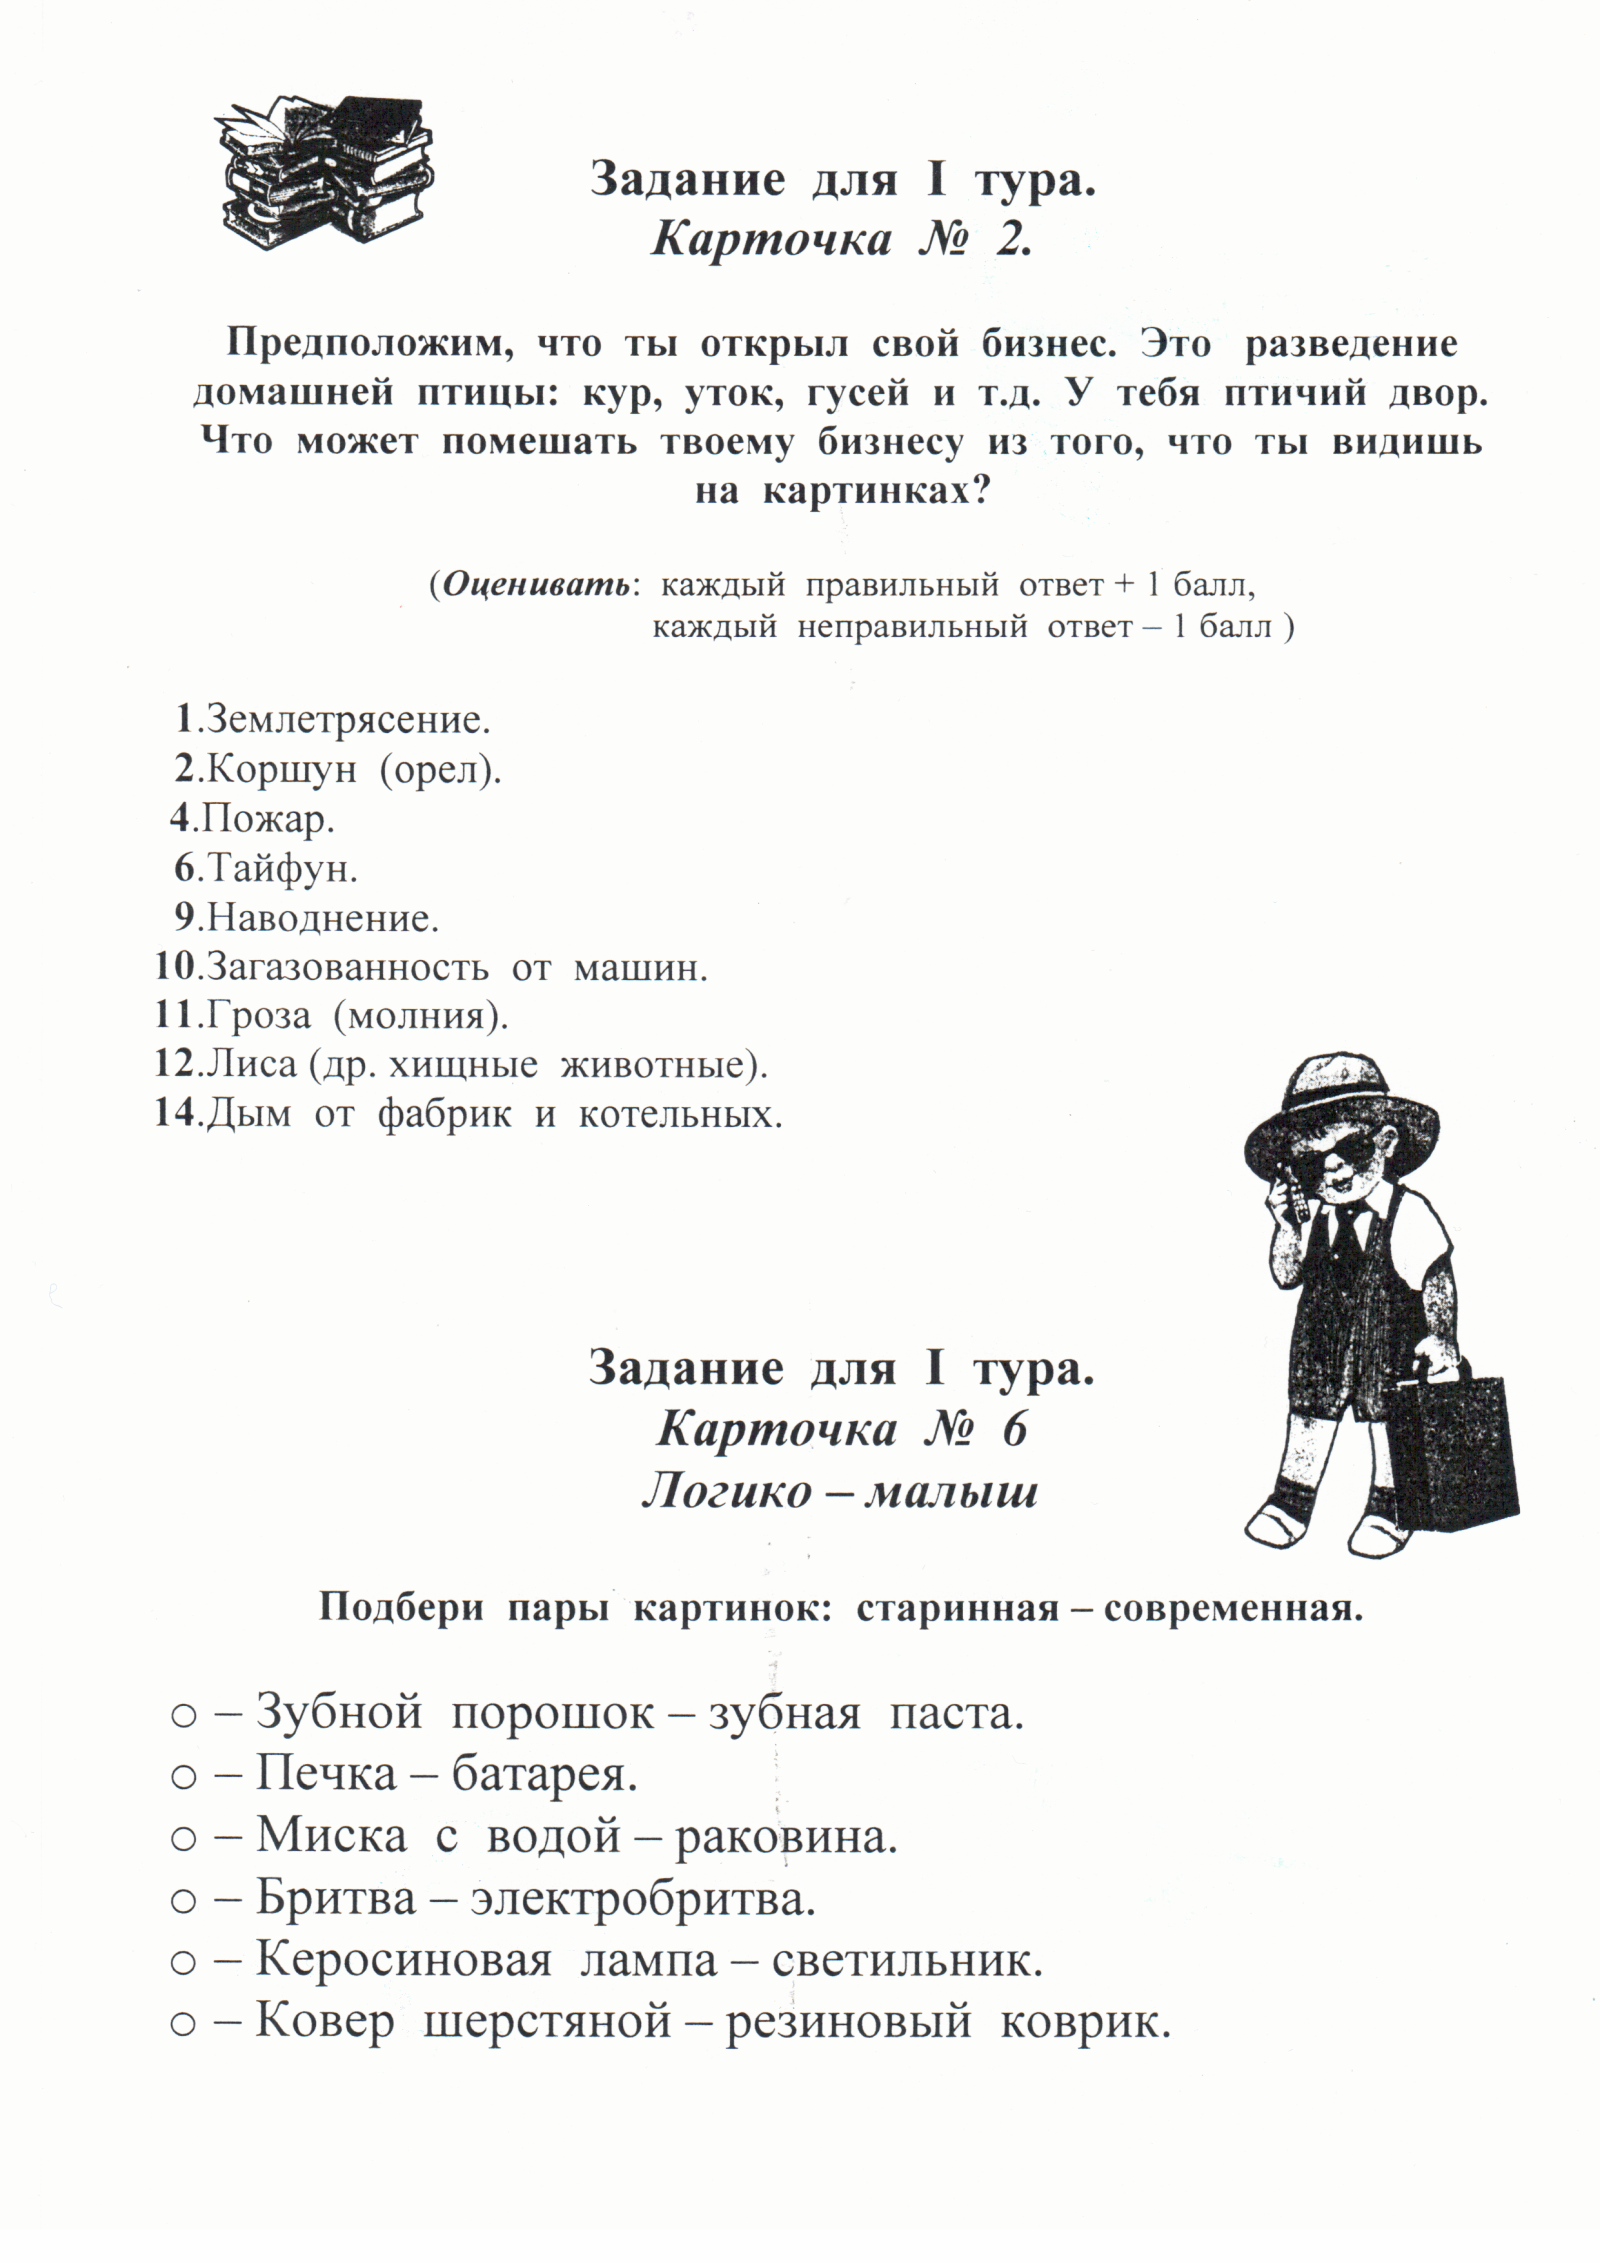 Задание для I тура.
Карточка № 2.
Предположим, что ты открыл свой бизнес. Это разведение
домашней птицы: кур, уток, гусей и т.д. У тебя птичий двор.
Что может помешать твоему бизнесу из того, что ты видишь
на картинках?
(Оценивать: каждый правильный ответ + 1 балл,
каждый неправильный ответ – 1 балл )
1.Землетрясение.
2.Коршун (орел).
4.Пожар.
6.Тайфун.
9.Наводнение.
10.Загазованность от машин.
11.Гроза (молния).
12.Лиса (др. хищные животные).
14.Дым от фабрик и котельных.
Задание для I тура.
Карточка № 6
Логико – малыш
Подбери пары картинок: старинная – современная.
o – Зубной порошок – зубная паста.
o – Печка – батарея.
o – Миска с водой – раковина.
o – Бритва – электробритва.
o – Керосиновая лампа – светильник.
o – Ковер шерстяной – резиновый коврик.